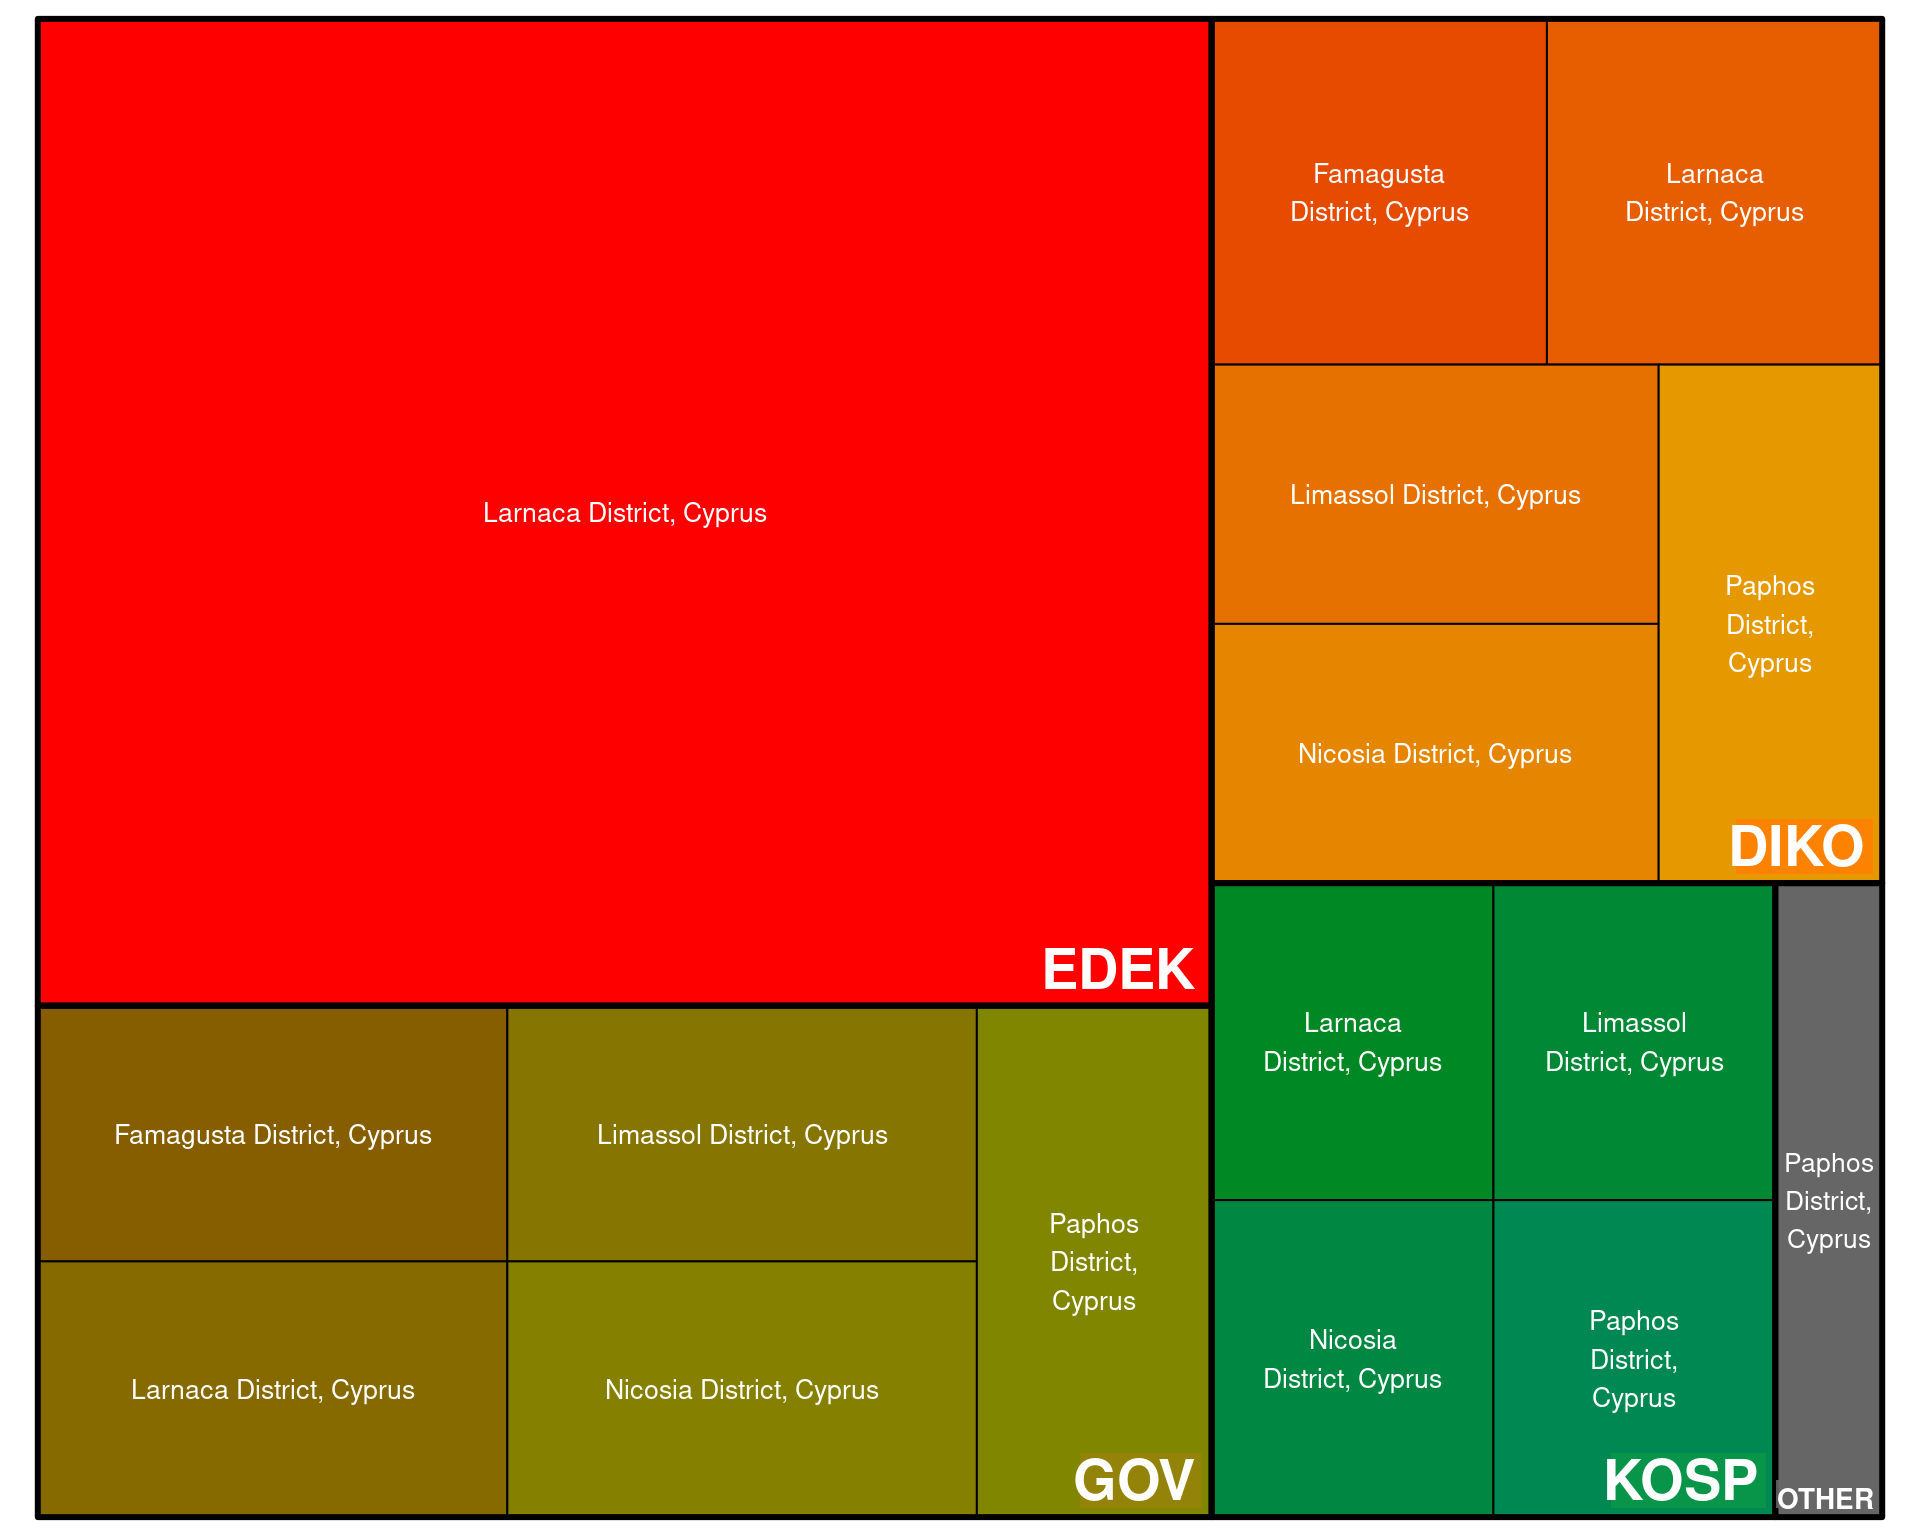 Larnaca District, Cyprus
EDEK
Famagusta
District, Cyprus
Larnaca
District, Cyprus
Limassol District, Cyprus
Nicosia District, Cyprus
Paphos
District,
Cyprus
DIKO
Famagusta District, Cyprus
Limassol District, Cyprus
Larnaca District, Cyprus
Nicosia District, Cyprus
Paphos
District,
Cyprus
GOV
Larnaca
District, Cyprus
Limassol
District, Cyprus
Nicosia
District, Cyprus
Paphos
District,
Cyprus
KOSP
Paphos
District,
Cyprus
OTHER